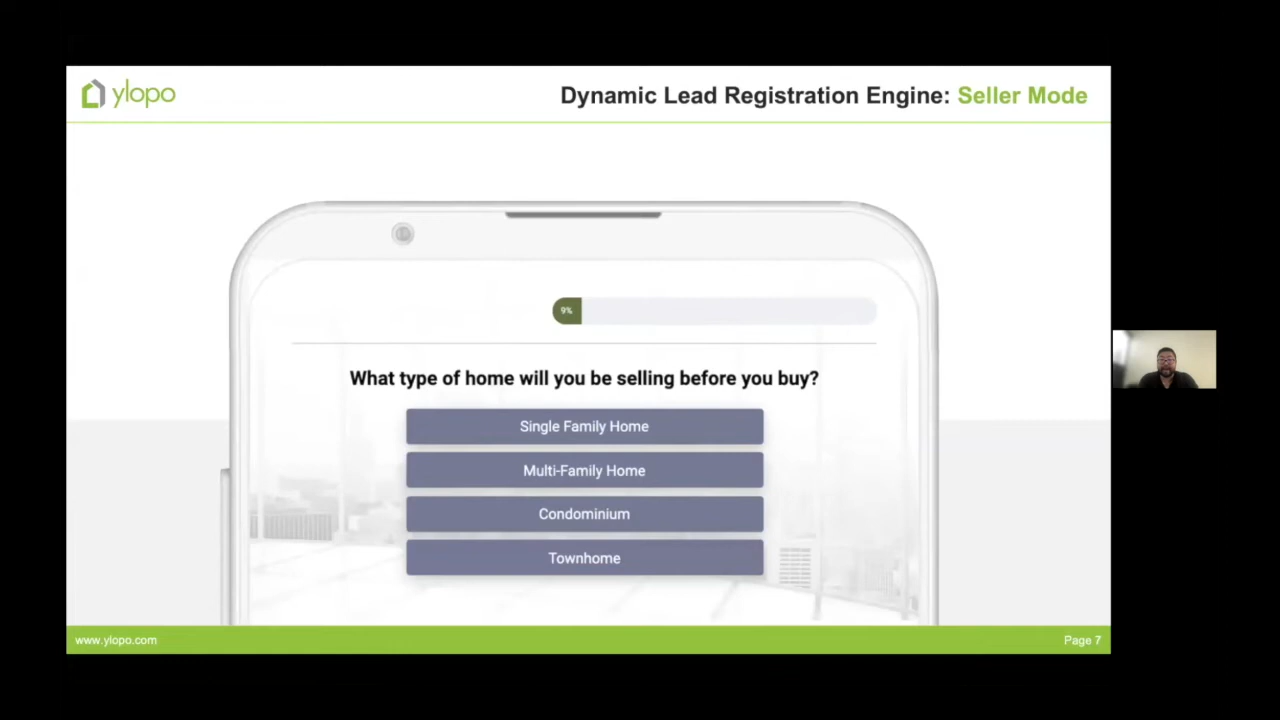 ylopo
Dynamic Lead Registration Engine: Seller Mode
9%
What type of home will you be selling before you buy?
Single Family Home
Multi-Family Home
Condominium
Townhome
www.ylopo.com
Page 7